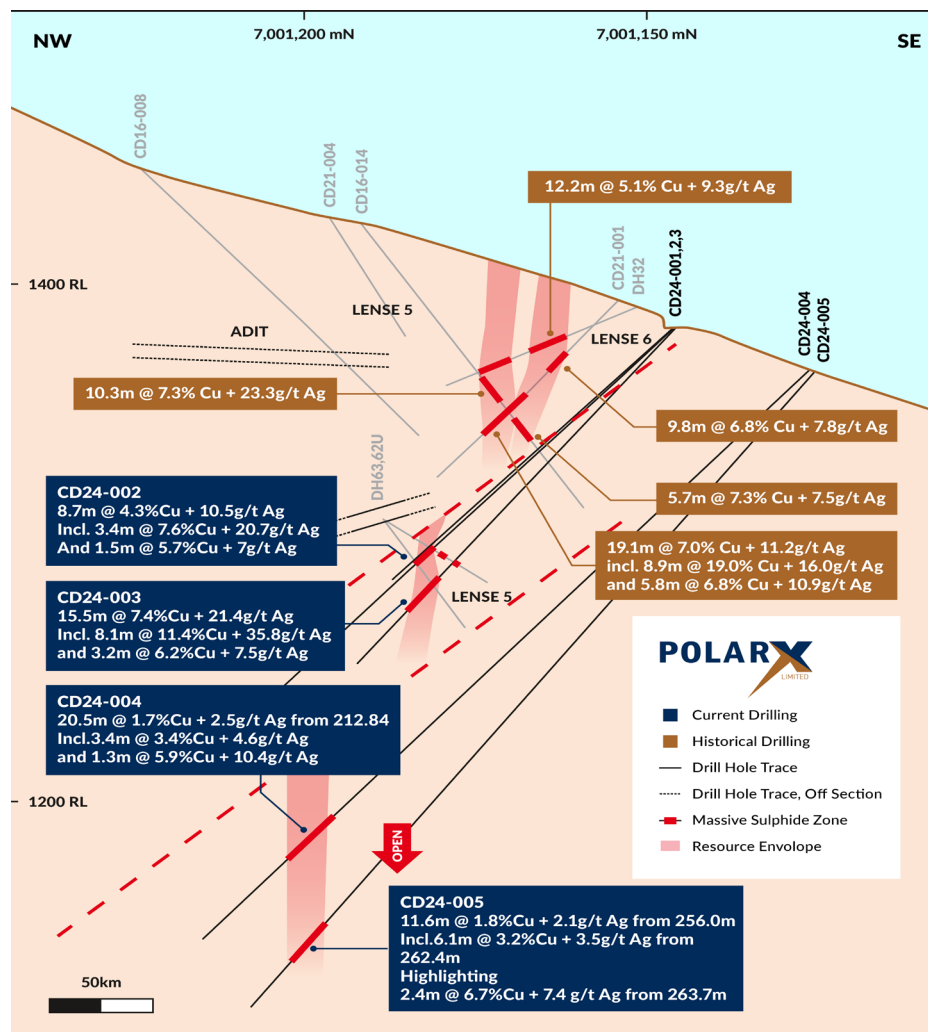 NW
7,001,200 mN
7,001,150 mN
SE
CD16-008
CD21-004
CD16-014
12.2m @ 5.1% Cu + 9.3g/t Ag
CD21-001
DH32
CD24-001,2,3
CD24-004
CD24-005
1400 RL
LENSE 5
ADIT
LENSE 6
10.3m @ 7.3% Cu + 23.3g/t Ag
9.8m @ 6.8% Cu + 7.8g/t Ag
DH63,62U
5.7m @ 7.3% Cu + 7.5g/t Ag
CD24-002
8.7m @ 4.3%Cu + 10.5g/t Ag
Incl. 3.4m @ 7.6%Cu + 20.7g/t Ag
And 1.5m @ 5.7%Cu + 7g/t Ag
19.1m @ 7.0% Cu + 11.2g/t Ag
incl. 8.9m @ 19.0% Cu + 16.0g/t Ag
and 5.8m @ 6.8% Cu + 10.9g/t Ag
CD24-003
15.5m @ 7.4%Cu + 21.4g/t Ag
Incl. 8.1m @ 11.4%Cu + 35.8g/t Ag
and 3.2m @ 6.2%Cu + 7.5g/t Ag
LENSE 5
CD24-004
20.5m @ 1.7%Cu + 2.5g/t Ag from 212.84
Incl.3.4m @ 3.4%Cu + 4.6g/t Ag
and 1.3m @ 5.9%Cu + 10.4g/t Ag
POLARX
LIMITED
Current Drilling
Historical Drilling
Drill Hole Trace
Drill Hole Trace, Off Section
Massive Sulphide Zone
Resource Envelope
1200 RL
OPEN
CD24-005
11.6m @ 1.8%Cu + 2.1g/t Ag from 256.0m
Incl.6.1m @ 3.2%Cu + 3.5g/t Ag from
262.4m
Highlighting
2.4m @ 6.7%Cu + 7.4 g/t Ag from 263.7m
50km